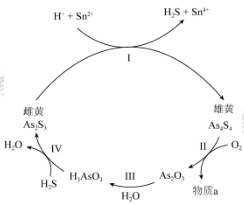 H⁺ + Sn²⁺
H₂S + Sn⁴⁺
I
雌黄
As₂S₃
雄黄
As₄S₄
H₂O
IV
II
O₂
H₃AsO₃
III
As₂O₃
H₂S
H₂O
物质a